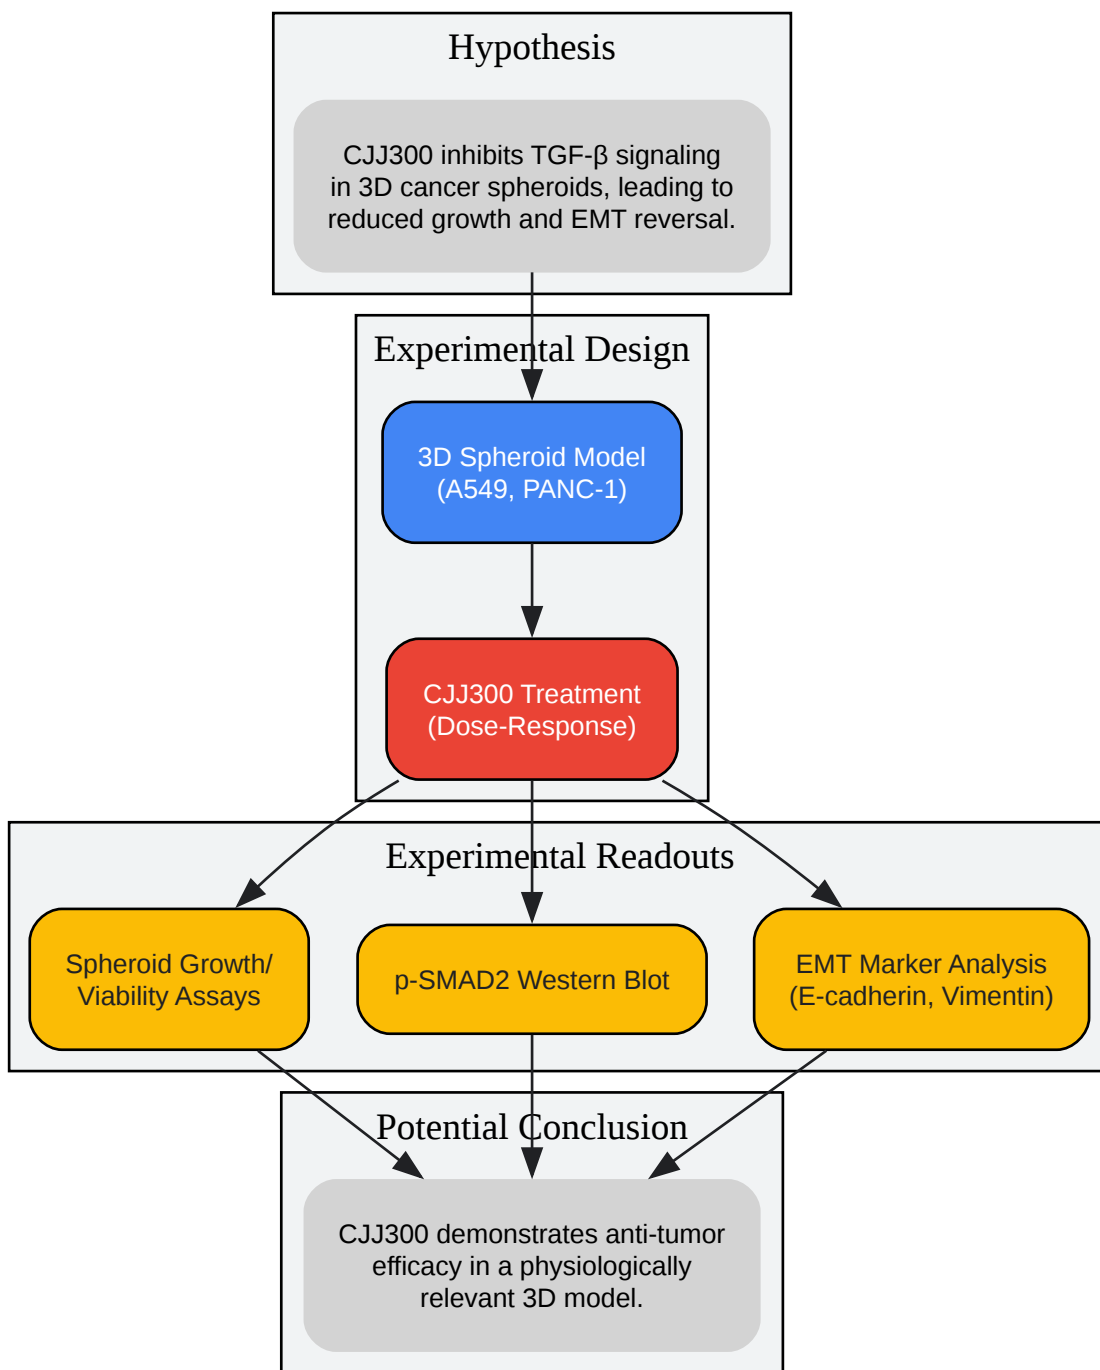 Hypothesis
CJJ300 inhibits TGF-β signaling
in 3D cancer spheroids, leading to
reduced growth and EMT reversal.
Experimental Design
3D Spheroid Model
(A549, PANC-1)
CJJ300 Treatment
(Dose-Response)
Experimental Readouts
Spheroid Growth/
Viability Assays
p-SMAD2 Western Blot
EMT Marker Analysis
(E-cadherin, Vimentin)
Potential Conclusion
CJJ300 demonstrates anti-tumor
efficacy in a physiologically
relevant 3D model.